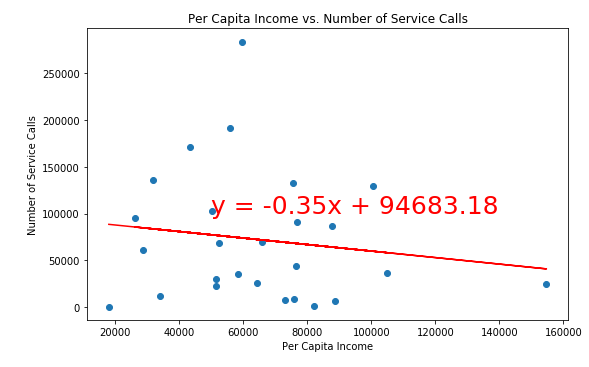 Per Capita Income vs. Number of Service Calls
250000
200000
150000
100000
50000
0
Number of Service Calls
y = -0.35x + 94683.18
20000 40000 60000 80000 100000 120000 140000 160000
Per Capita Income